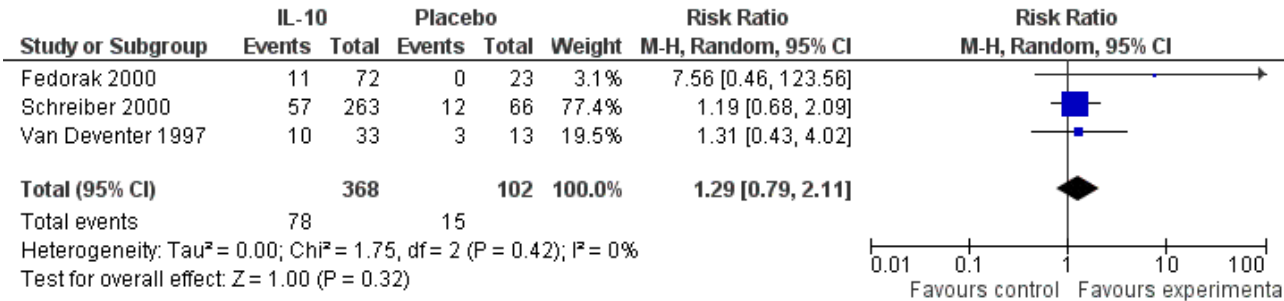 IL-10 Placebo Risk Ratio Risk Ratio
Study or Subgroup Events Total Events Total Weight M-H, Random, 95% CI M-H, Random, 95% CI
Fedorak 2000 11 72 0 23 3.1% 7.56 [0.46, 123.56]
Schreiber 2000 57 263 12 66 77.4% 1.19 [0.68, 2.09]
Van Deventer 1997 10 33 3 13 19.5% 1.31 [0.43, 4.02]
Total (95% CI) 368 102 100.0% 1.29 [0.79, 2.11]
Total events 78 15
Heterogeneity: Tau² = 0.00; Chi² = 1.75, df = 2 (P = 0.42); I² = 0%
Test for overall effect: Z = 1.00 (P = 0.32)
0.01 0.1 1 10 100
Favours control Favours experimenta